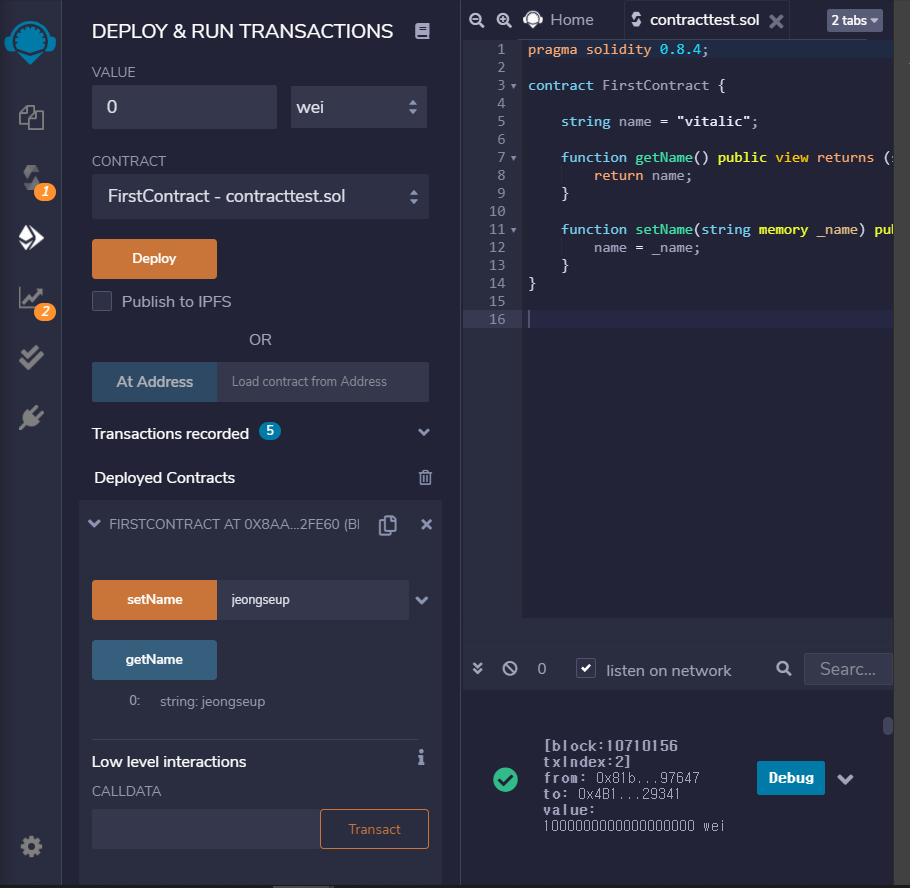 DEPLOY & RUN TRANSACTIONS
VALUE
0
wei
CONTRACT
FirstContract - contracttest.sol
Deploy
Publish to IPFS
OR
At Address
Load contract from Address
Transactions recorded 5
Deployed Contracts
FIRSTCONTRACT AT 0X8AA...2FE60 (Bl
setName
jeongseup
getName
0: string: jeongseup
Low level interactions
i
CALLDATA
Transact
1
2
Home
contracttest.sol
2 tabs
1 pragma solidity 0.8.4;
2
3 contract FirstContract {
4
5 string name = "vitalic";
6
7 function getName() public view returns (s
8 return name;
9 }
10
11 function setName(string memory _name) pub
12 name = _name;
13 }
14 }
15
16
0
listen on network
Searc...
[block:10710156
txIndex:2]
from: 0x81b...97647
to: 0x4B1...29341
value:
1000000000000000000 wei
Debug